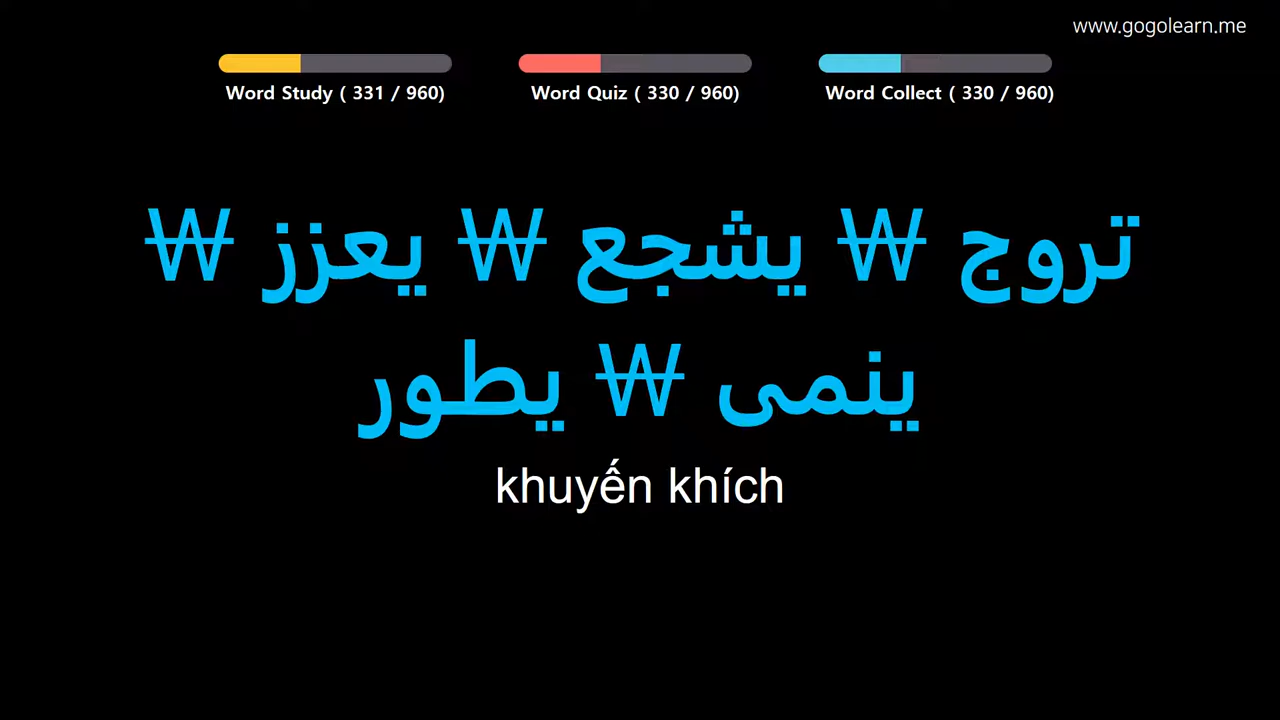 www.gogolearn.me
Word Study ( 331 / 960)
Word Quiz ( 330 / 960)
Word Collect ( 330 / 960)
تروج ₩ يشجع ₩ يعزز ₩
ينمى ₩ يطور
khuyến khích